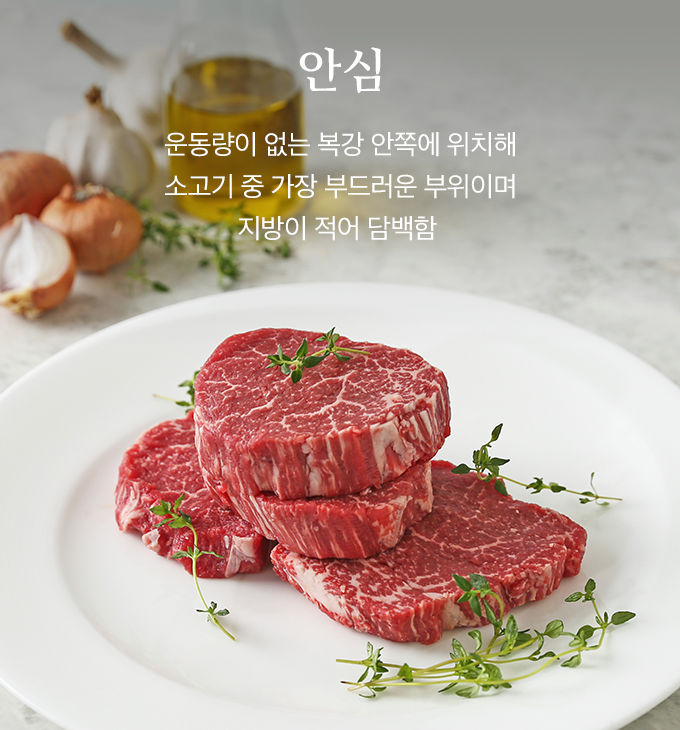 안심
운동량이 없는 복강 안쪽에 위치해
소고기 중 가장 부드러운 부위이며
지방이 적어 담백함